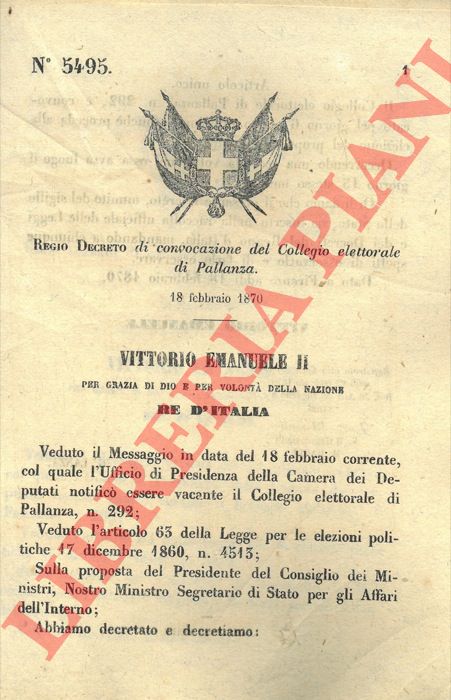 N° 5495.
1
REGIO DECRETO di convocazione del Collegio elettorale
di Pallanza.
18 febbraio 1870
VITTORIO EMANUELE II
PER GRAZIA DI DIO E PER VOLONTÀ DELLA NAZIONE
RE D'ITALIA
Veduto il Messaggio in data del 18 febbraio corrente,
col quale l'Ufficio di Presidenza della Camera dei De-
putati notificò essere vacante il Collegio elettorale di
Pallanza, n. 292;
Veduto l'articolo 63 della Legge per le elezioni poli-
tiche 17 dicembre 1860, n. 4513;
Sulla proposta del Presidente del Consiglio dei Mi-
nistri, Nostro Ministro Segretario di Stato per gli Affari
dell'Interno;
Abbiamo decretato e decretiamo:
LIBRERIA PIANI